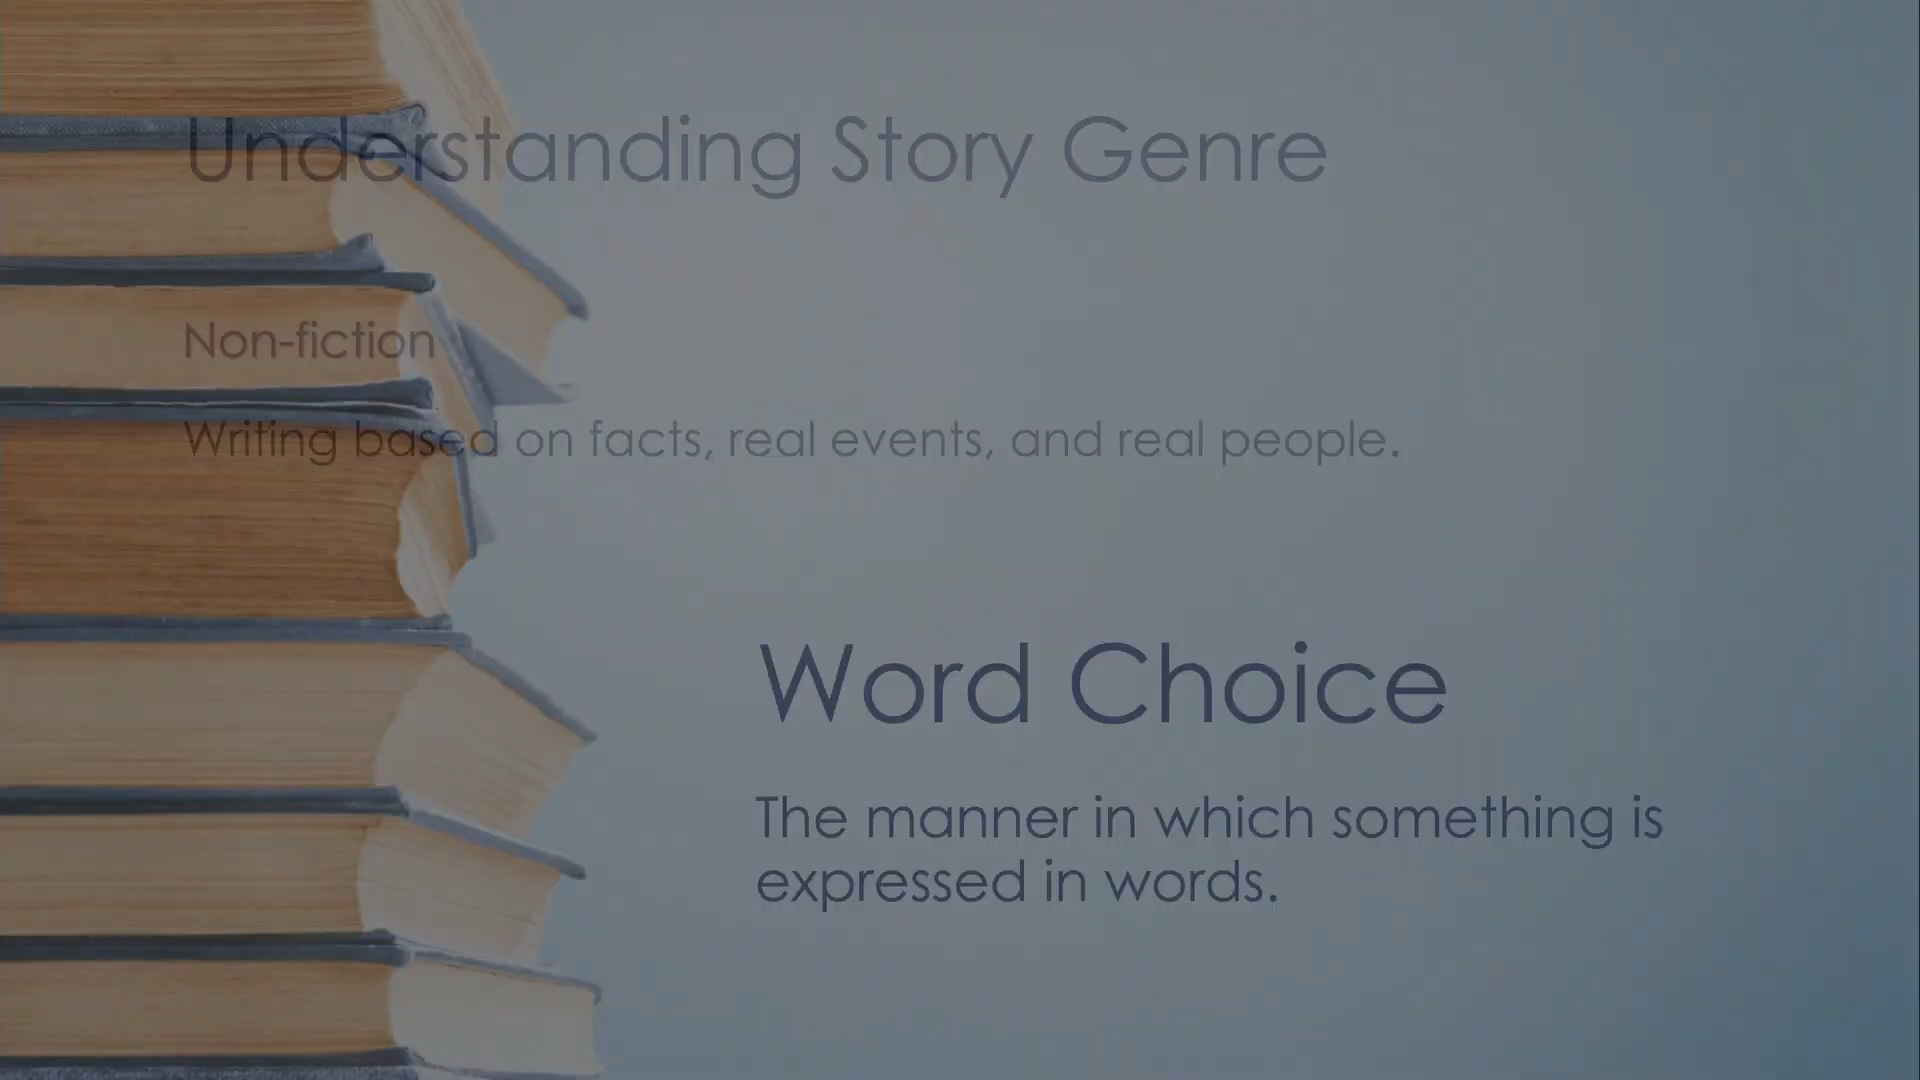 Understanding Story Genre
Non-fiction
Writing based on facts, real events, and real people.
Word Choice
The manner in which something is
expressed in words.